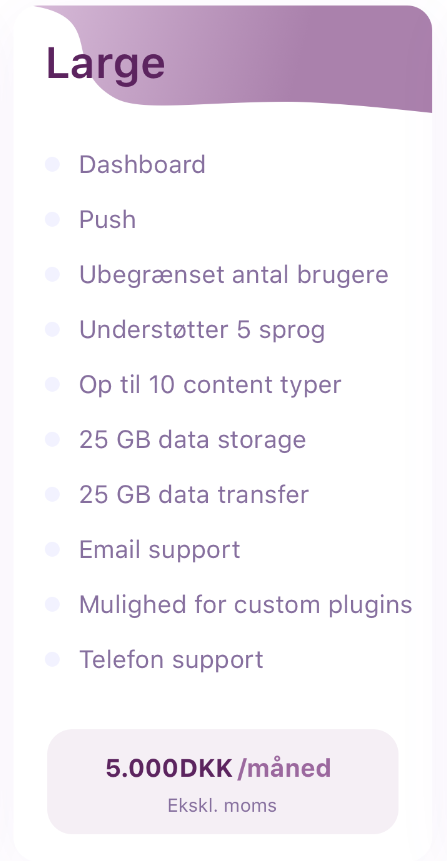 Large
Dashboard
Push
Ubegrænset antal brugere
Understøtter 5 sprog
Op til 10 content typer
25 GB data storage
25 GB data transfer
Email support
Mulighed for custom plugins
Telefon support
5.000DKK/måned
Ekskl. moms